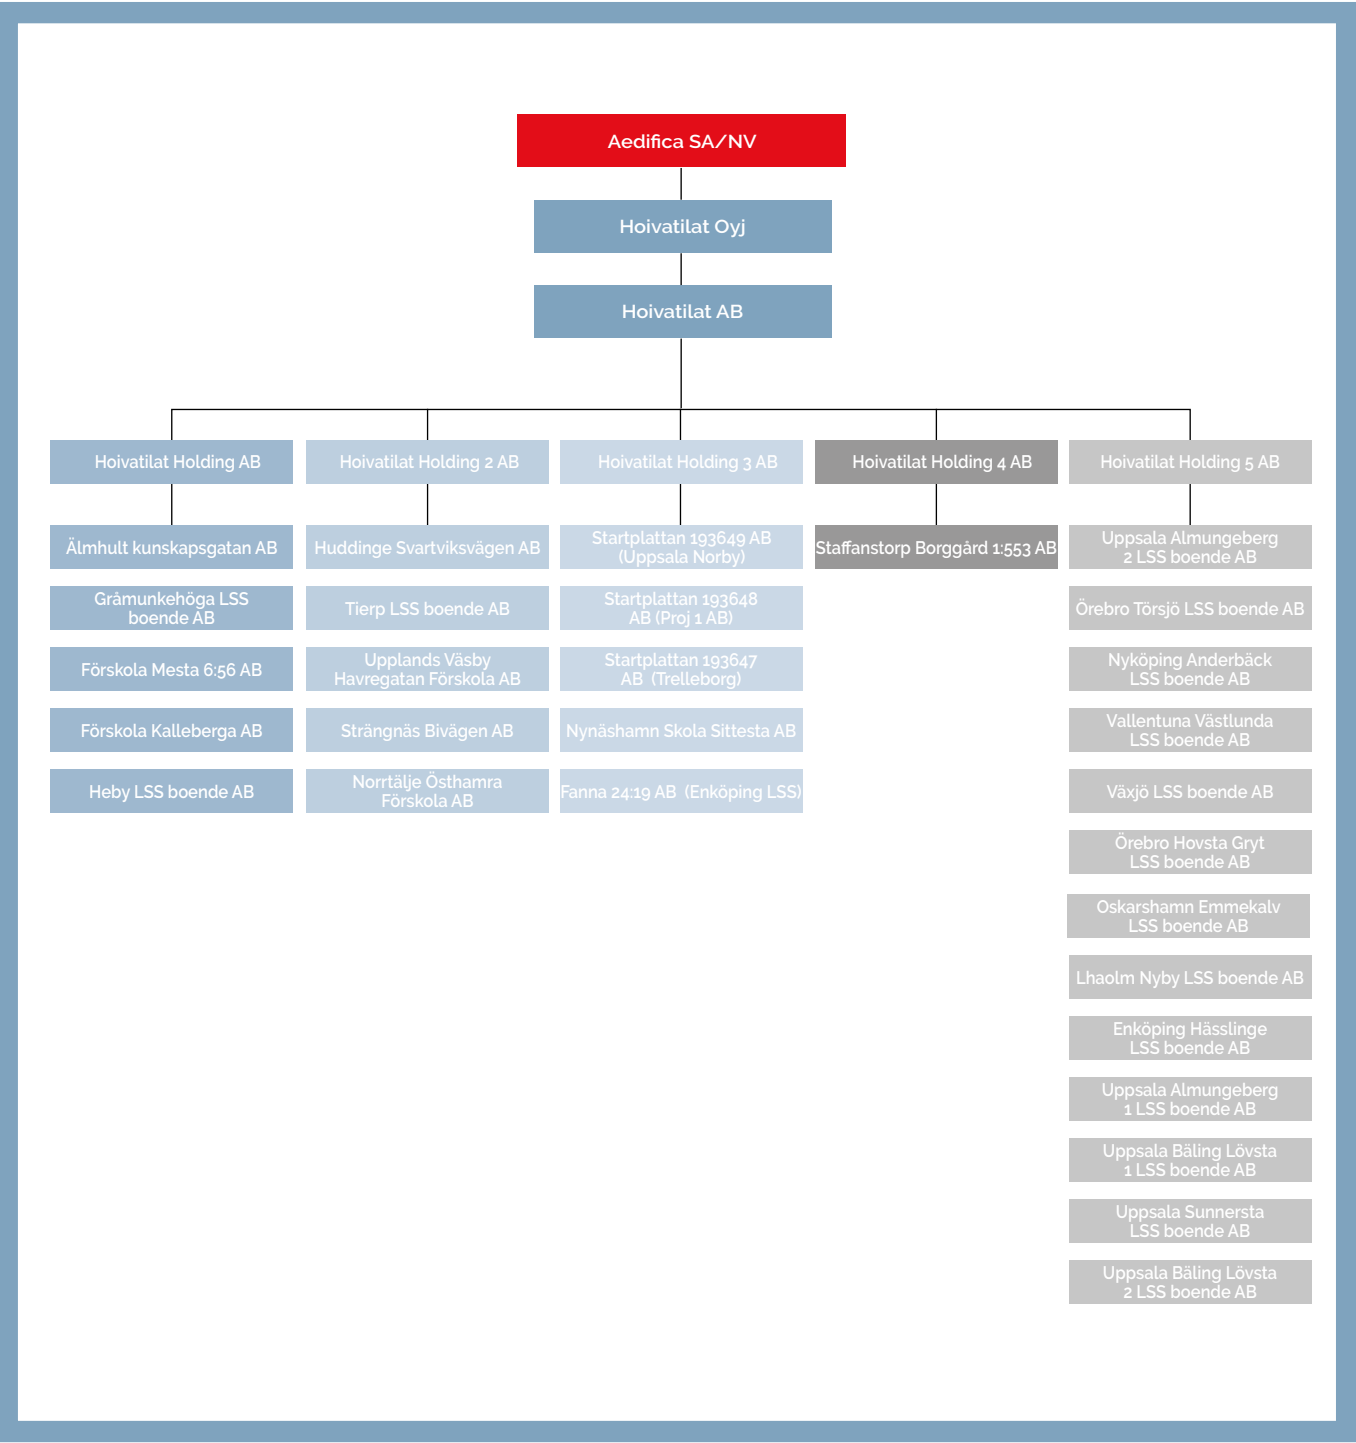 Aedifica SA/NV
Hoivatilat Oyj
Hoivatilat AB
Hoivatilat Holding AB
Älmhult kunskapsgatan AB
Gråmunkehöga LSS
boende AB
Förskola Mesta 6:56 AB
Förskola Kalleberga AB
Heby LSS boende AB
Hoivatilat Holding 2 AB
Huddinge Svartviksvägen AB
Tierp LSS boende AB
Upplands Väsby
Havregatan Förskola AB
Strängnäs Bivägen AB
Norrtälje Östhamra
Förskola AB
Hoivatilat Holding 3 AB
Startplattan 193649 AB
(Uppsala Norby)
Startplattan 193648
AB (Proj 1 AB)
Startplattan 193647
AB (Trelleborg)
Nynäshamn Skola Sittesta AB
Fanna 24:19 AB (Enköping LSS)
Hoivatilat Holding 4 AB
Staffanstorp Borggård 1:553 AB
Hoivatilat Holding 5 AB
Uppsala Almungeberg
2 LSS boende AB
Örebro Törsjö LSS boende AB
Nyköping Anderbäck
LSS boende AB
Vallentuna Västlunda
LSS boende AB
Växjö LSS boende AB
Örebro Hovsta Gryt
LSS boende AB
Oskarshamn Emmekalv
LSS boende AB
Lhaolm Nyby LSS boende AB
Enköping Hässlinge
LSS boende AB
Uppsala Almungeberg
1 LSS boende AB
Uppsala Bäling Lövsta
1 LSS boende AB
Uppsala Sunnersta
LSS boende AB
Uppsala Bäling Lövsta
2 LSS boende AB